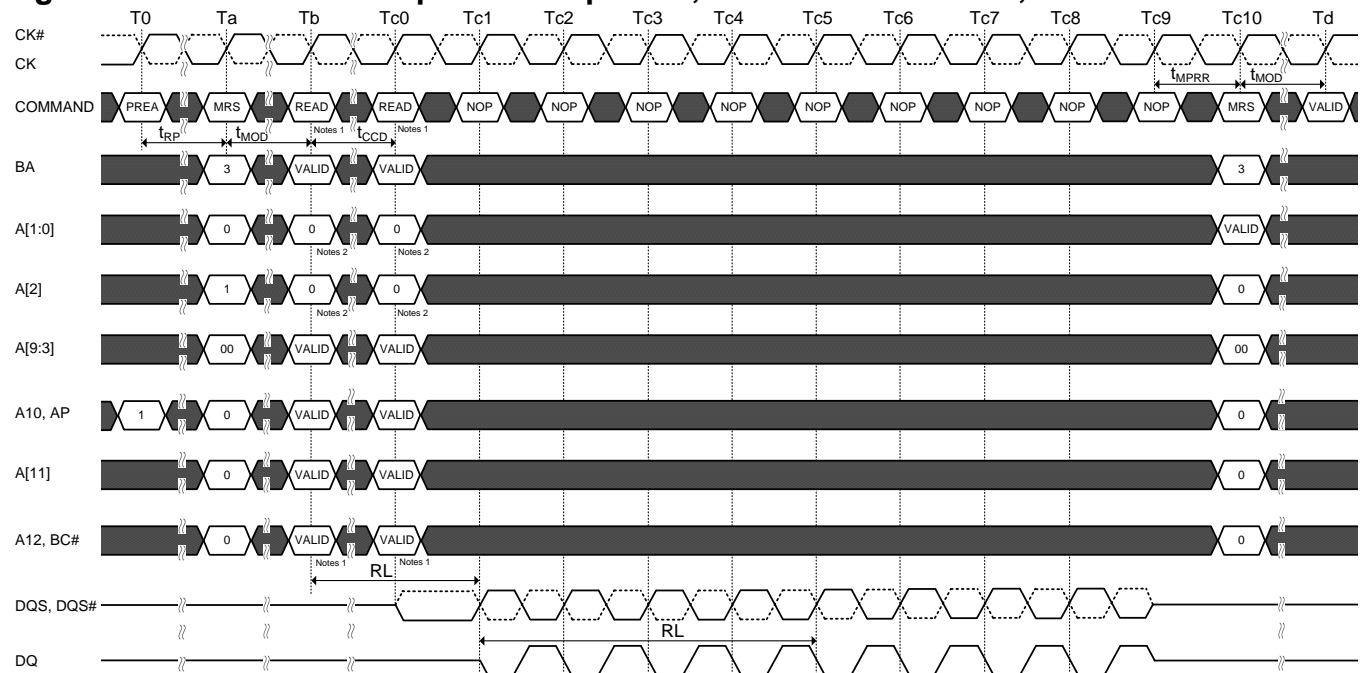 T0 Ta Tb Tc0 Tc1 Tc2 Tc3 Tc4 Tc5 Tc6 Tc7 Tc8 Tc9 Tc10 Td
CK#
CK
tMPRR tMOD
COMMAND PREA MRS READ READ NOP NOP NOP NOP NOP NOP NOP NOP NOP MRS VALID
Notes 1 Notes 1
tRP tMOD tCCD
BA 3 VALID VALID 3
A[1:0] 0 0 0 VALID
Notes 2 Notes 2
A[2] 1 0 0 0
Notes 2 Notes 2
A[9:3] 00 VALID VALID 00
A10, AP 1 0 VALID VALID 0
A[11] 0 VALID VALID 0
A12, BC# 0 VALID VALID 0
Notes 1 Notes 1
RL
DQS, DQS#
RL
DQ